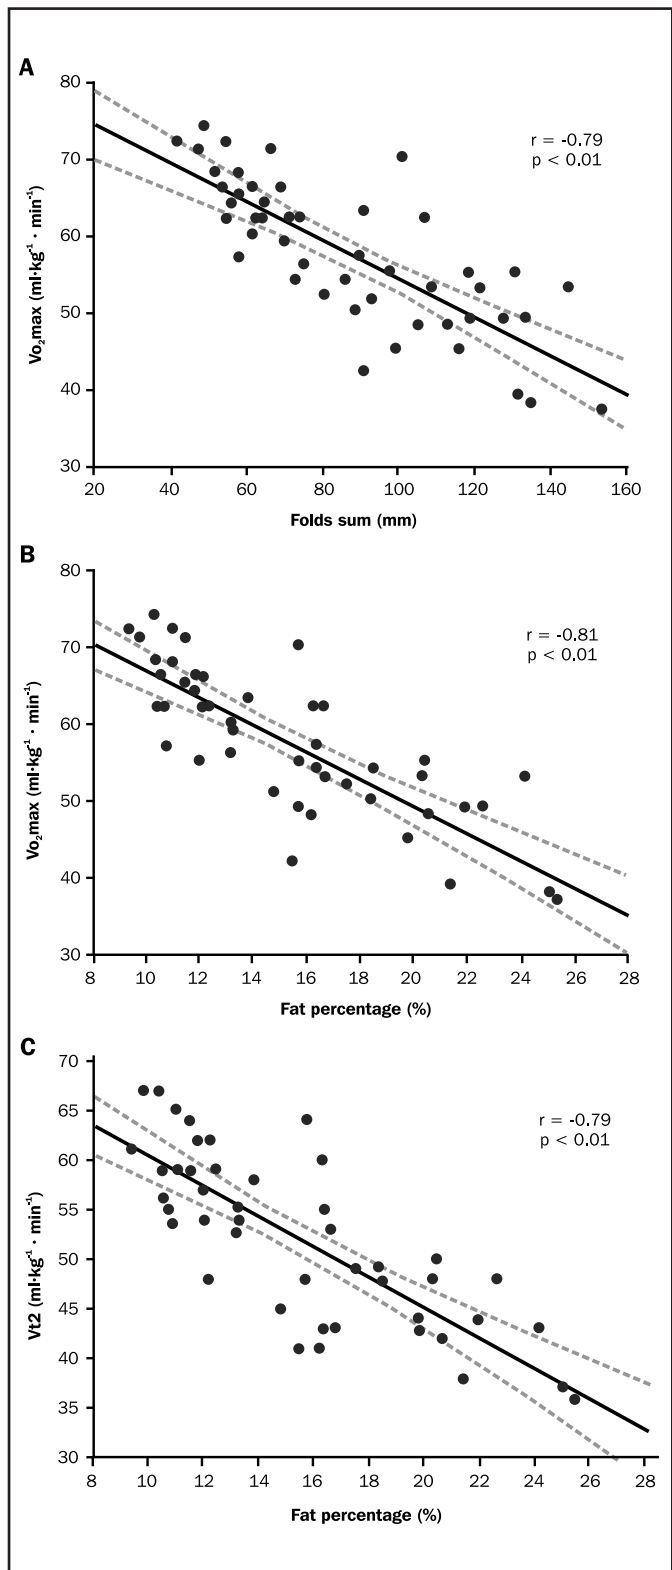 A
80
70
60
50
40
30
20 40 60 80 100 120 140 160
Vo₂max (ml·kg⁻¹ · min⁻¹)
Folds sum (mm)
r = -0.79
p < 0.01
B
80
70
60
50
40
30
8 10 12 14 16 18 20 22 24 26 28
Vo₂max (ml·kg⁻¹ · min⁻¹)
Fat percentage (%)
r = -0.81
p < 0.01
C
70
65
60
55
50
45
40
35
30
8 10 12 14 16 18 20 22 24 26 28
Vt2 (ml·kg⁻¹ · min⁻¹)
Fat percentage (%)
r = -0.79
p < 0.01